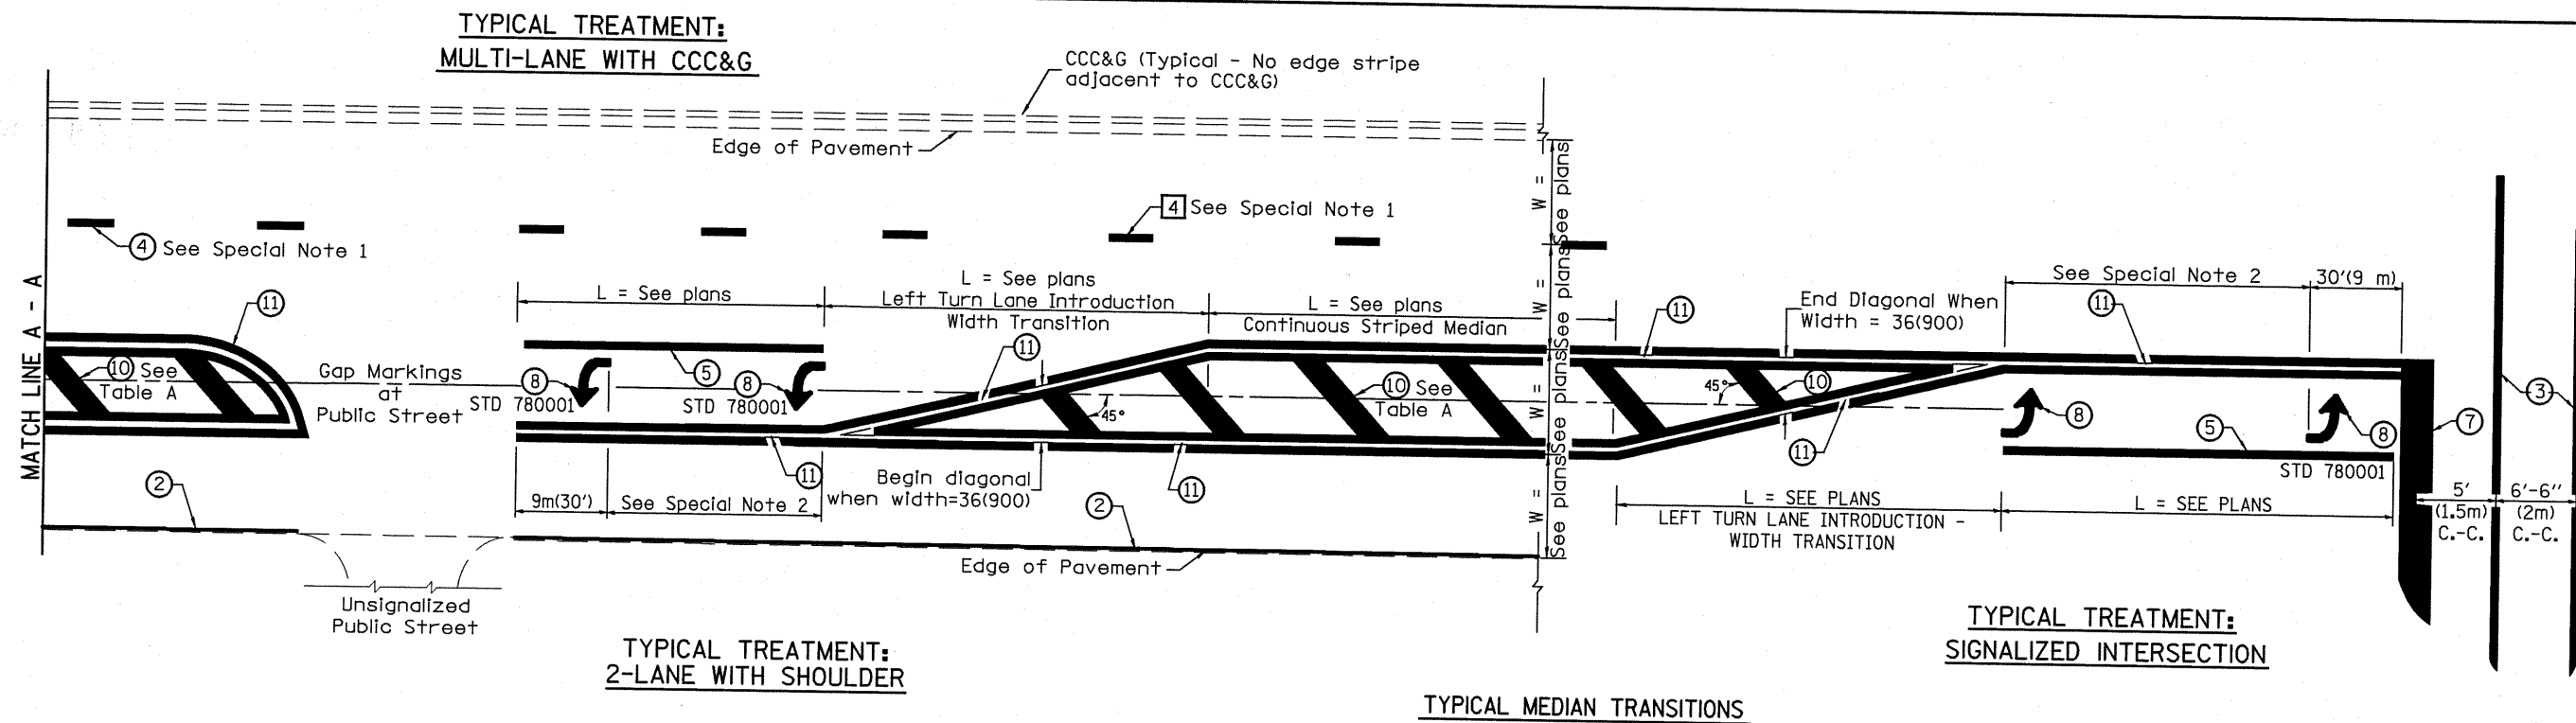 TYPICAL TREATMENT:
MULTI-LANE WITH CCC&G
CCC&G (Typical - No edge stripe
adjacent to CCC&G)
Edge of Pavement
4 See Special Note 1
4 See Special Note 1
MATCH LINE A - A
11
10 See
Table A
Gap Markings
at
Public Street
L = See plans
L = See plans
Left Turn Lane Introduction
Width Transition
L = See plans
Continuous Striped Median
W =
See plans
W =
See plans
W =
See plans
W =
See plans
8
STD 780001
5
8
STD 780001
11
45°
10 See
Table A
11
End Diagonal When
Width = 36(900)
45°
10
11
See Special Note 2
30'(9 m)
11
8
8
5
STD 780001
7
3
2
9m(30')
See Special Note 2
11
Begin diagonal
when width=36(900)
11
2
Edge of Pavement
L = SEE PLANS
LEFT TURN LANE INTRODUCTION -
WIDTH TRANSITION
L = SEE PLANS
5'
(1.5m)
C.-C.
6'-6"
(2m)
C.-C.
Unsignalized
Public Street
TYPICAL TREATMENT:
2-LANE WITH SHOULDER
TYPICAL TREATMENT:
SIGNALIZED INTERSECTION
TYPICAL MEDIAN TRANSITIONS